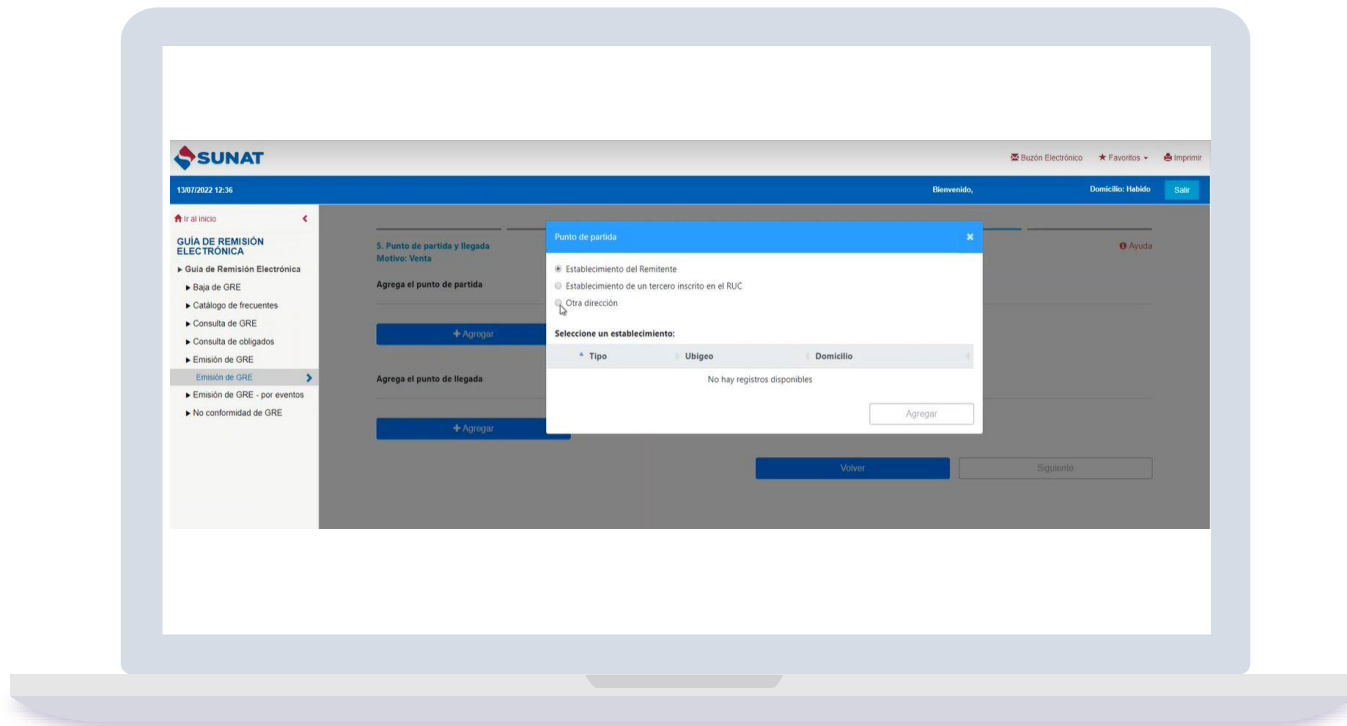 SUNAT
Buzón Electrónico
Favoritos
Imprimir
13/07/2022 12:36
Bienvenido,
Domicilio: Habido
Salir
Ir al inicio
GUÍA DE REMISIÓN
ELECTRÓNICA
Guía de Remisión Electrónica
Baja de GRE
Catálogo de frecuentes
Consulta de GRE
Consulta de obligados
Emisión de GRE
Emisión de GRE
Emisión de GRE - por eventos
No conformidad de GRE
5. Punto de partida y llegada
Motivo: Venta
Ayuda
Agrega el punto de partida
+ Agregar
Agrega el punto de llegada
+ Agregar
Punto de partida
Establecimiento del Remitente
Establecimiento de un tercero inscrito en el RUC
Otra dirección
Seleccione un establecimiento:
Tipo Ubigeo Domicilio
No hay registros disponibles
Agregar
Volver
Siguiente